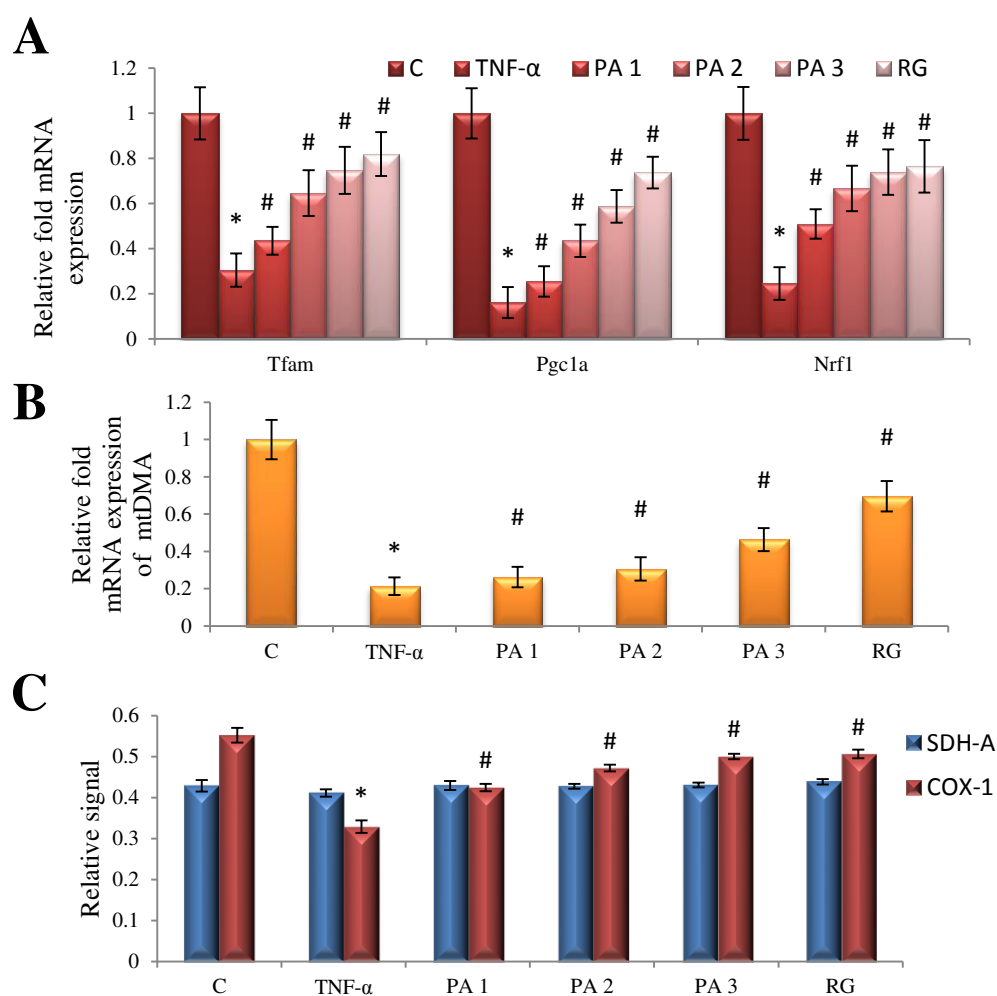 A
C TNF-α PA 1 PA 2 PA 3 RG
Relative fold mRNA
expression
1.2
1
0.8
0.6
0.4
0.2
0
* # # # #
* # # # #
* # # # #
Tfam Pgc1a Nrf1
B
Relative fold
mRNA expression
of mtDMA
1.2
1
0.8
0.6
0.4
0.2
0
* # # # #
C TNF-α PA 1 PA 2 PA 3 RG
C
Relative signal
0.6
0.5
0.4
0.3
0.2
0.1
0
* # # # #
SDH-A
COX-1
C TNF-α PA 1 PA 2 PA 3 RG